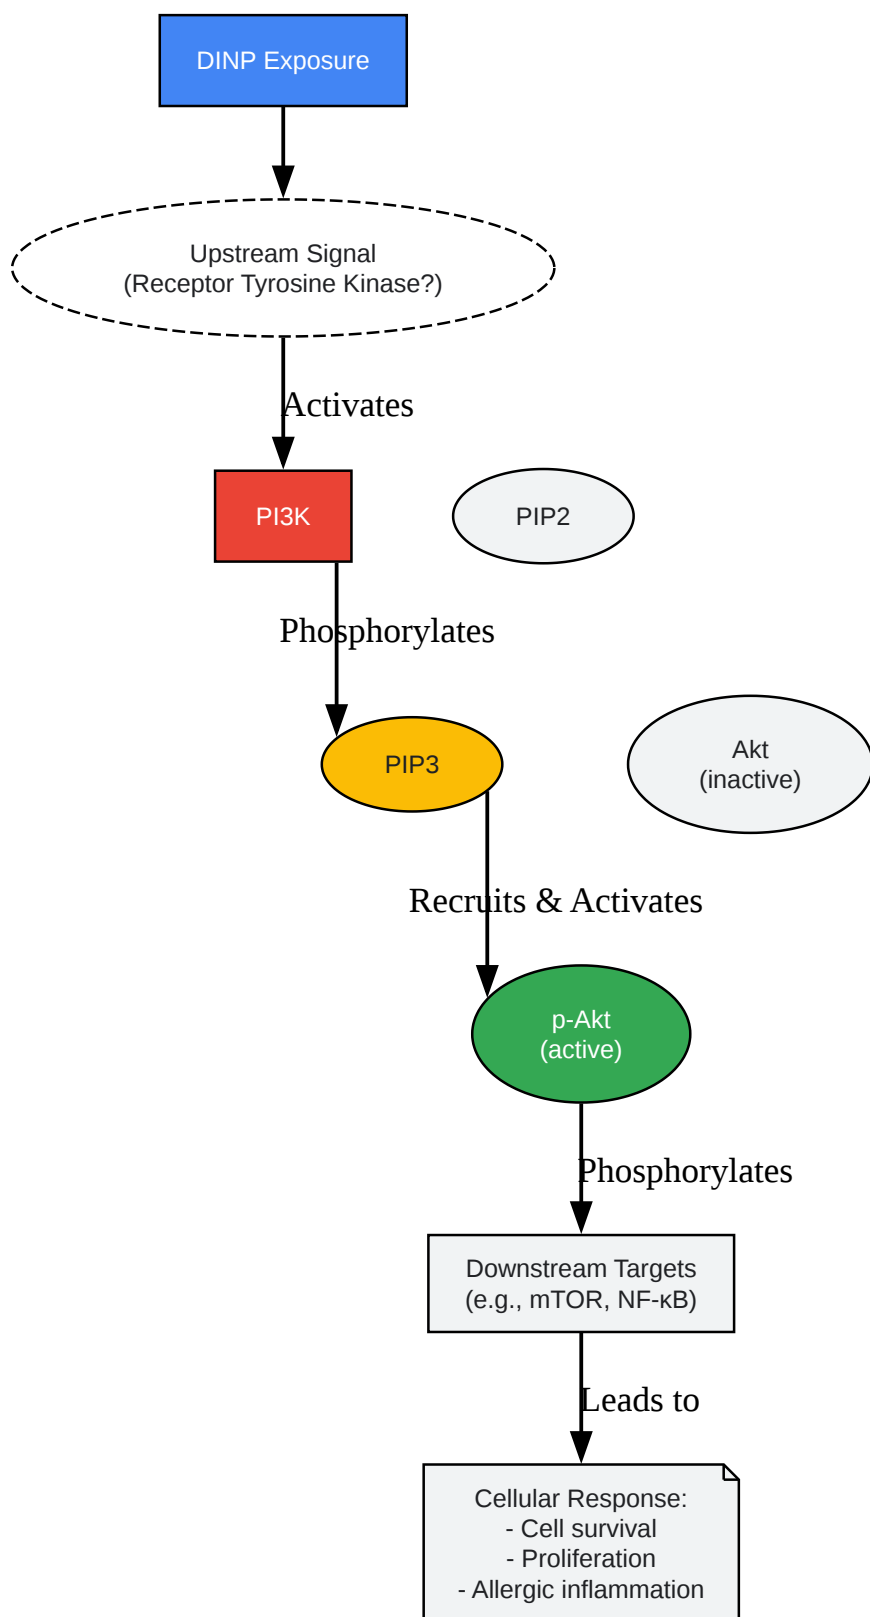 DINP Exposure
Upstream Signal
(Receptor Tyrosine Kinase?)
Activates
PI3K
PIP2
Phosphorylates
PIP3
Akt
(inactive)
Recruits & Activates
p-Akt
(active)
Phosphorylates
Downstream Targets
(e.g., mTOR, NF-κB)
Leads to
Cellular Response:
- Cell survival
- Proliferation
- Allergic inflammation